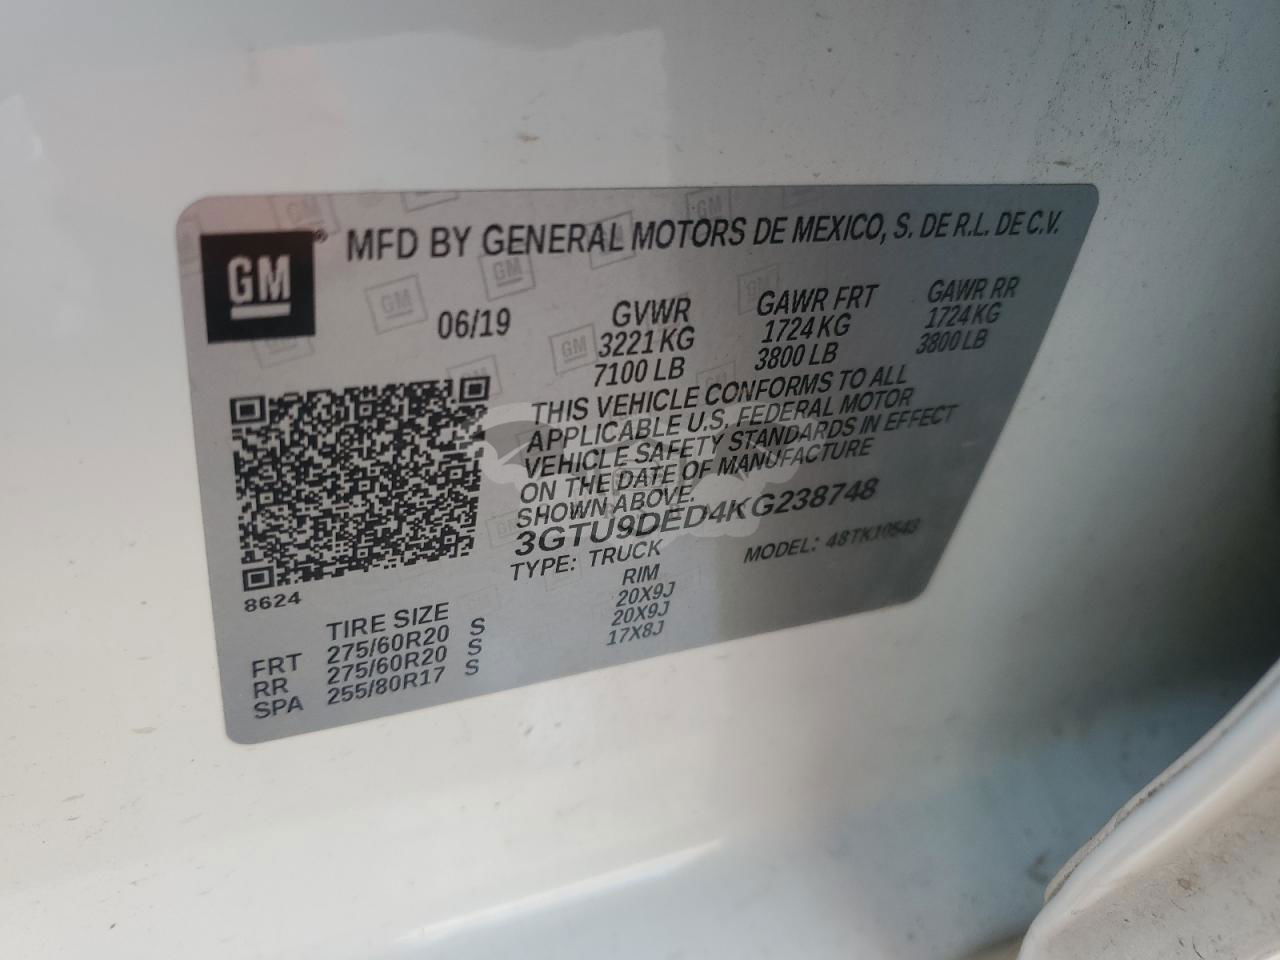 GM
MFD BY GENERAL MOTORS DE MEXICO, S. DE R.L. DE C.V.
06/19
GVWR
3221 KG
7100 LB
GAWR FRT
1724 KG
3800 LB
GAWR RR
1724 KG
3800 LB
THIS VEHICLE CONFORMS TO ALL
APPLICABLE U.S. FEDERAL MOTOR
VEHICLE SAFETY STANDARDS IN EFFECT
ON THE DATE OF MANUFACTURE
SHOWN ABOVE.
3GTU9DED4KG238748
TYPE: TRUCK
MODEL: 48TK10543
8624
TIRE SIZE RIM
FRT 275/60R20 S 20X9J
RR 275/60R20 S 20X9J
SPA 255/80R17 S 17X8J